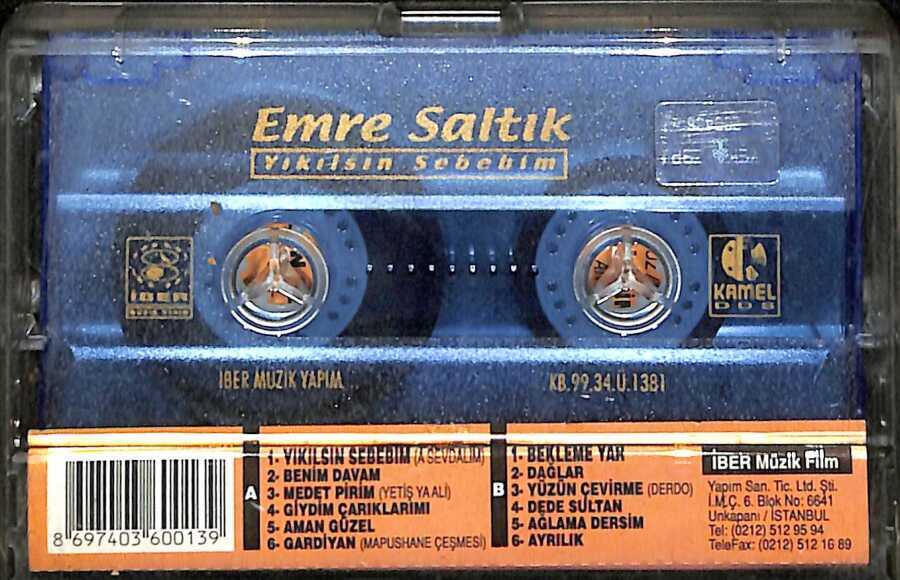 Emre Saltık
Yıkılsın Sebebim
İBER
KAMEL
DDS
İBER MÜZİK YAPIM
KB.99.34.Ü.1381
8 697403 600139
A
1- YIKILSIN SEBEBİM (A SEVDALIM)
2- BENİM DAVAM
3- MEDET PİRİM (YETİŞ YA ALİ)
4- GİYDİM ÇARIKLARIMI
5- AMAN GÜZEL
6- GARDİYAN (MAPUSHANE ÇEŞMESİ)
B
1. BEKLEME YAR
2- DAĞLAR
3- YÜZÜN ÇEVİRME (DERDO)
4- DEDE SULTAN
5- AĞLAMA DERSİM
6- AYRILIK
İBER Müzik Film
Yapım San. Tic. Ltd. Şti.
İ.M.Ç. 6. Blok No: 6641
Unkapanı / İSTANBUL
Tel: (0212) 512 95 94
TeleFax: (0212) 512 16 89